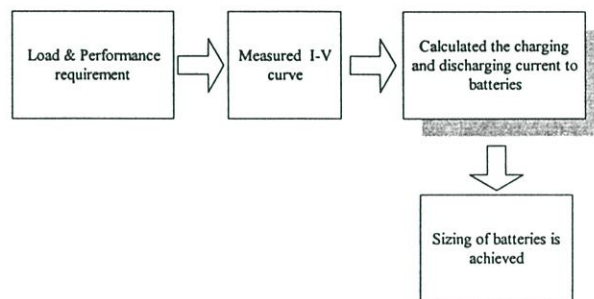 Load & Performance
requirement
Measured I-V
curve
Calculated the charging
and discharging current to
batteries
Sizing of batteries is
achieved